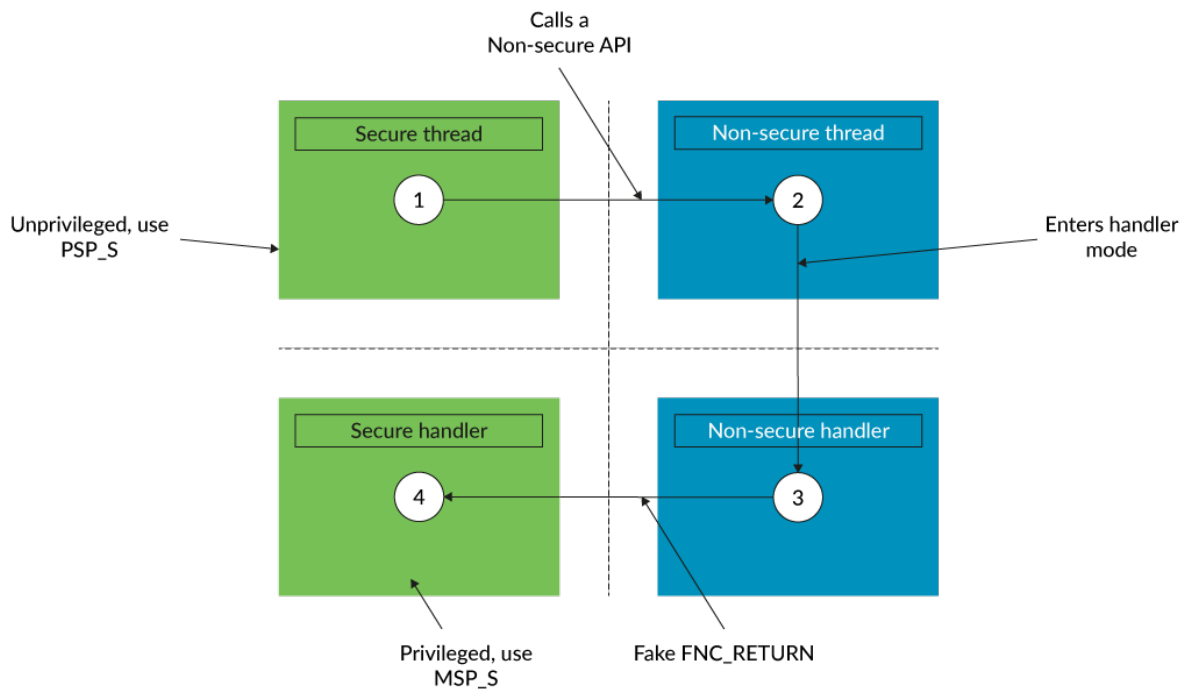 Calls a
Non-secure API
Secure thread
Non-secure thread
1
2
Unprivileged, use
PSP_S
Enters handler
mode
Secure handler
Non-secure handler
4
3
Privileged, use
MSP_S
Fake FNC_RETURN